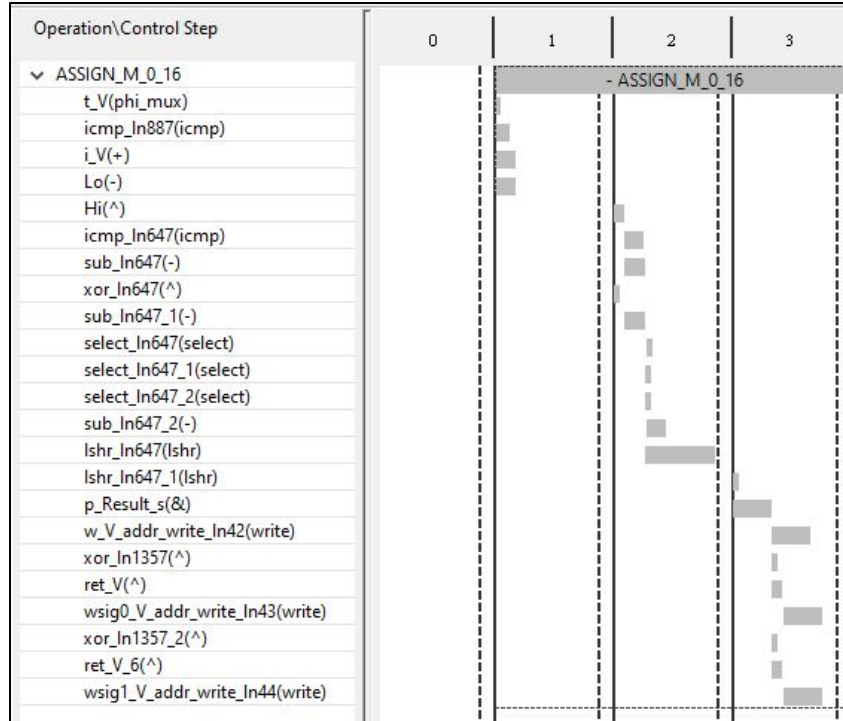 Operation\Control Step
0 1 2 3
ASSIGN_M_0_16
- ASSIGN_M_0_16
t_V(phi_mux)
icmp_ln887(icmp)
i_V(+)
Lo(-)
Hi(^)
icmp_ln647(icmp)
sub_ln647(-)
xor_ln647(^)
sub_ln647_1(-)
select_ln647(select)
select_ln647_1(select)
select_ln647_2(select)
sub_ln647_2(-)
lshr_ln647(lshr)
lshr_ln647_1(lshr)
p_Result_s(&)
w_V_addr_write_ln42(write)
xor_ln1357(^)
ret_V(^)
wsig0_V_addr_write_ln43(write)
xor_ln1357_2(^)
ret_V_6(^)
wsig1_V_addr_write_ln44(write)